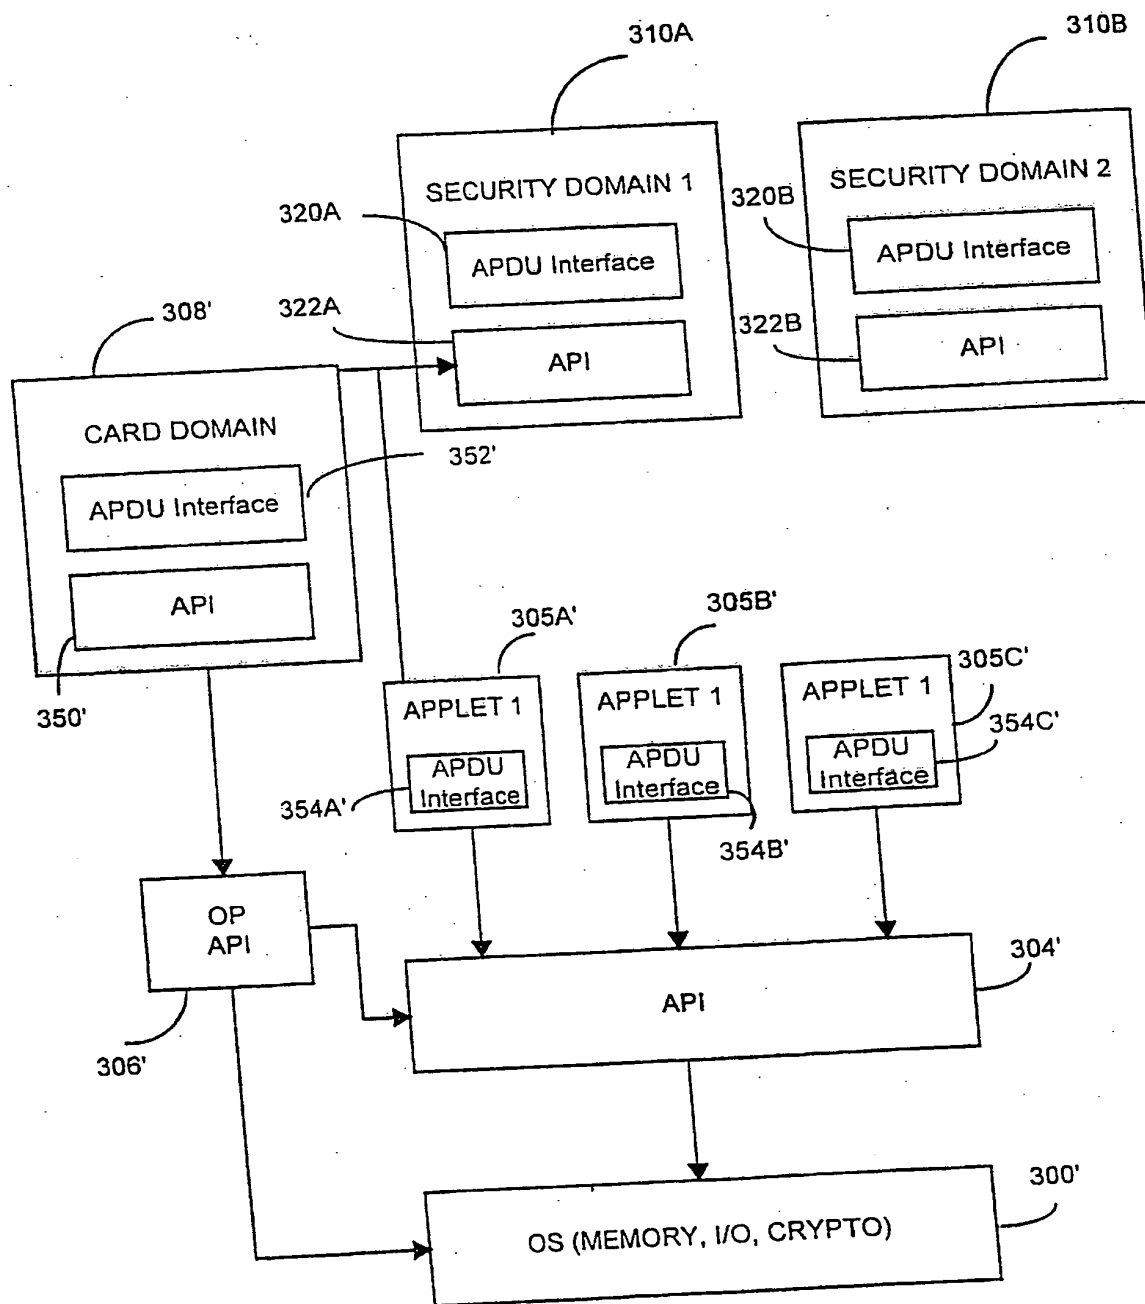 310A
310B
SECURITY DOMAIN 1
SECURITY DOMAIN 2
320A
320B
APDU Interface
APDU Interface
308'
322A
322B
API
API
CARD DOMAIN
352'
APDU Interface
API
350'
305A'
305B'
305C'
APPLET 1
APPLET 1
APPLET 1
354C'
APDU
Interface
APDU
Interface
APDU
Interface
354A'
354B'
OP
API
304'
API
306'
300'
OS (MEMORY, I/O, CRYPTO)